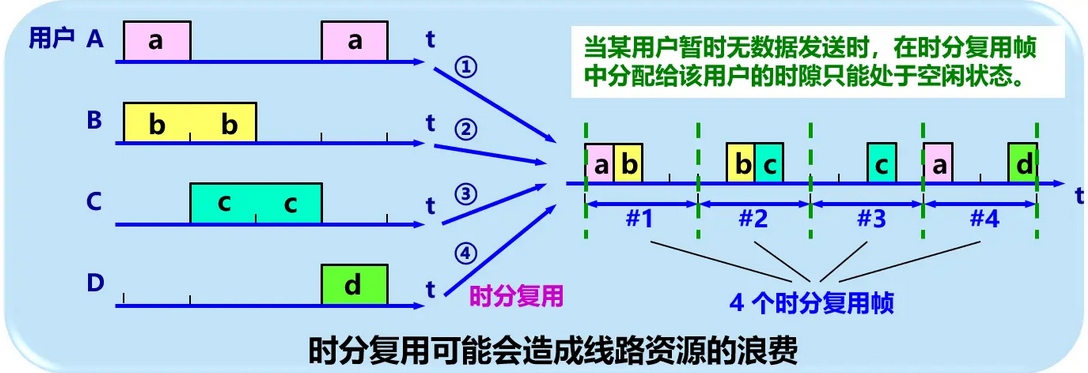 用户 A a a t
①
当某用户暂时无数据发送时，在时分复用帧
中分配给该用户的时隙只能处于空闲状态。
B b b t
②
a b b c c a d t
C c c t
③
#1 #2 #3 #4
④
D d t
时分复用
4 个时分复用帧
时分复用可能会造成线路资源的浪费